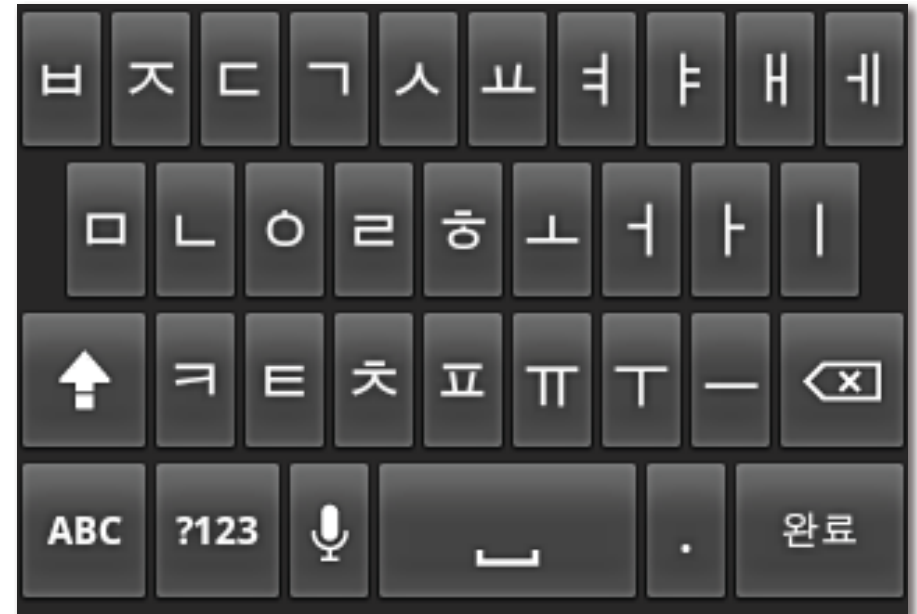 ㅂ ㅈ ㄷ ㄱ ㅅ ㅛ ㅕ ㅑ ㅐ ㅔ
ㅁ ㄴ ㅇ ㄹ ㅎ ㅗ ㅓ ㅏ ㅣ
ㅋ ㅌ ㅊ ㅍ ㅠ ㅜ ㅡ
ABC ?123 . 완료